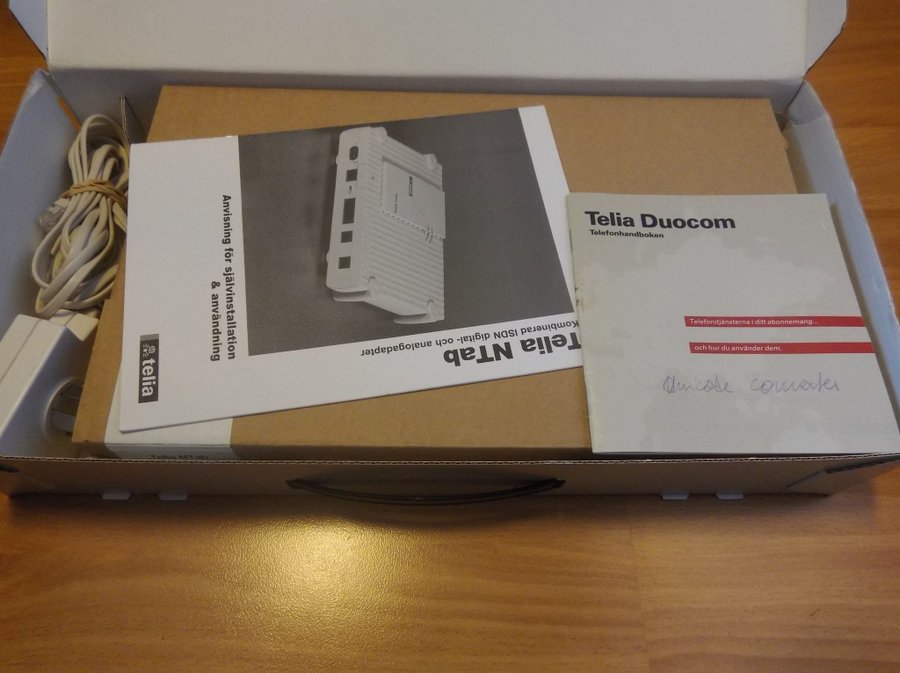 Anvisning för självinstallation
& användning
telia
Telia NTab
Kombinerad ISDN digital- och analogadapter
Telia Duocom
Telefonhandboken
Telefonitjänsterna i ditt abonnemang...
och hur du använder dem.